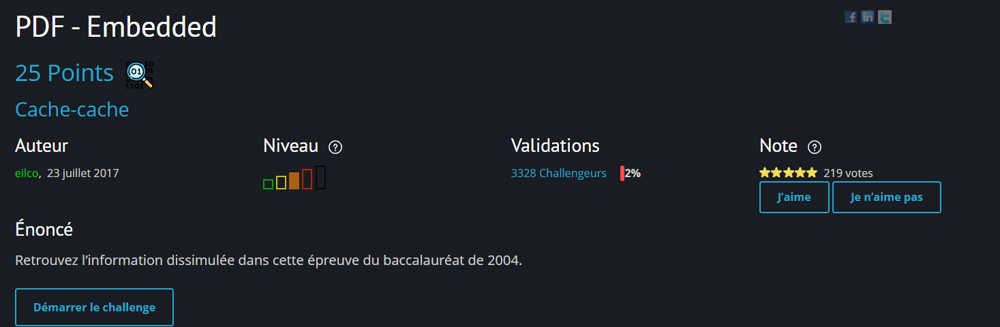 PDF - Embedded
25 Points
Cache-cache
Auteur
eilco, 23 juillet 2017
Niveau ?
Validations
3328 Challengeurs 2%
Note ?
219 votes
J'aime Je n'aime pas
Énoncé
Retrouvez l'information dissimulée dans cette épreuve du baccalauréat de 2004.
Démarrer le challenge